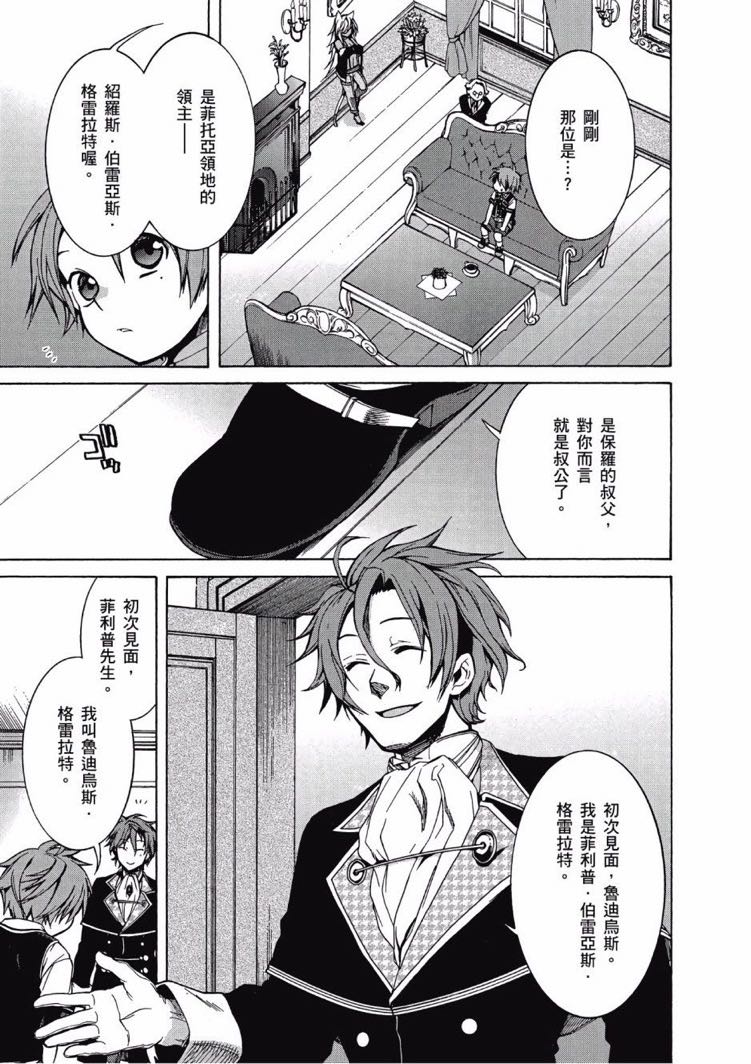 剛剛
那位是…？
是菲托亞領地的
領主——
紹羅斯．伯雷亞斯．
格雷拉特喔。
是保羅的叔父，
對你而言
就是叔公了。
ゴッ
初次見面，魯迪烏斯。
我是菲利普．伯雷亞斯．
格雷拉特。
初次見面，
菲利普先生。
我叫魯迪烏斯．
格雷拉特。